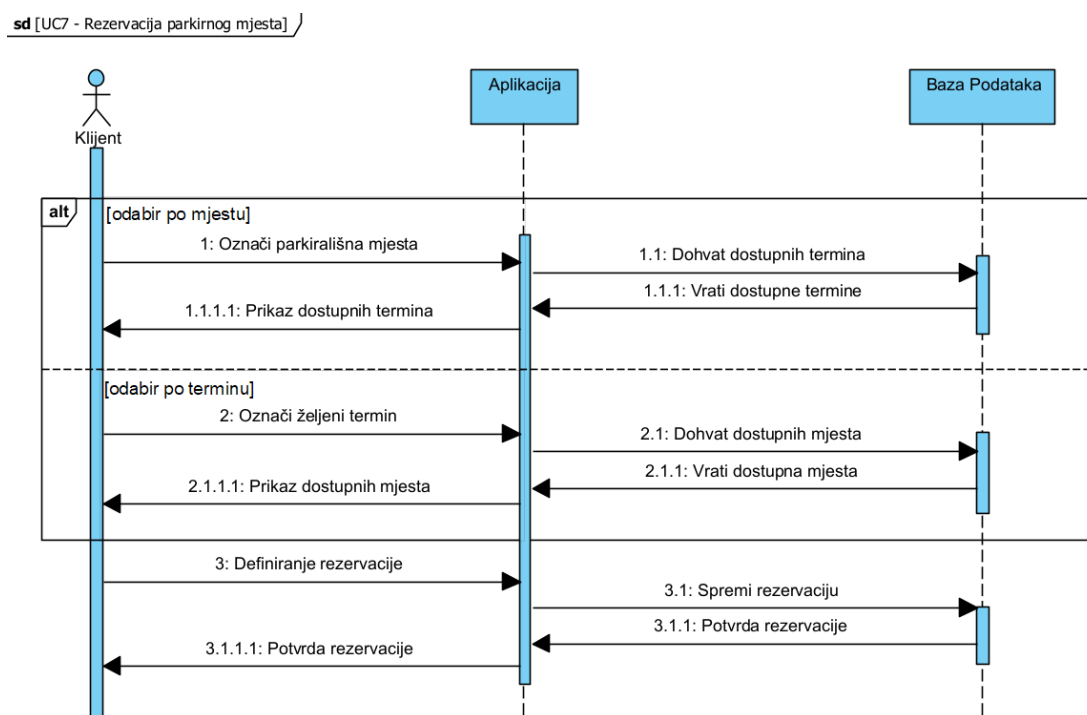 sd [UC7 - Rezervacija parkirnog mjesta]
Klijent
Aplikacija
Baza Podataka
alt
[odabir po mjestu]
1: Označi parkirališna mjesta
1.1: Dohvat dostupnih termina
1.1.1: Vrati dostupne termine
1.1.1.1: Prikaz dostupnih termina
[odabir po terminu]
2: Označi željeni termin
2.1: Dohvat dostupnih mjesta
2.1.1: Vrati dostupna mjesta
2.1.1.1: Prikaz dostupnih mjesta
3: Definiranje rezervacije
3.1: Spremi rezervaciju
3.1.1: Potvrda rezervacije
3.1.1.1: Potvrda rezervacije